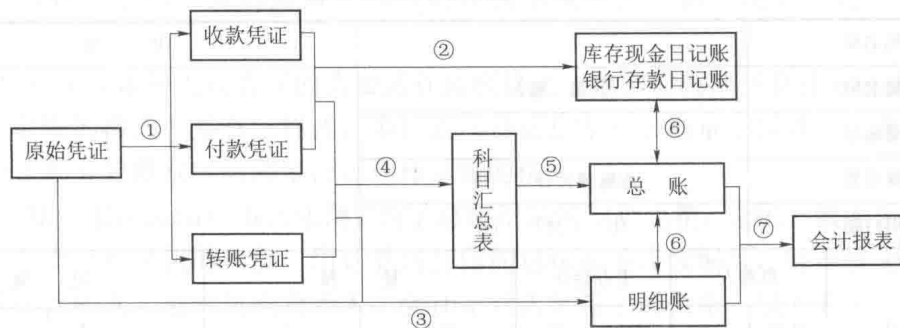 收款凭证
②
库存现金日记账
银行存款日记账
①
⑥
原始凭证
付款凭证
④
科目汇总表
⑤
总 账
⑥
⑦
会计报表
转账凭证
明细账
③